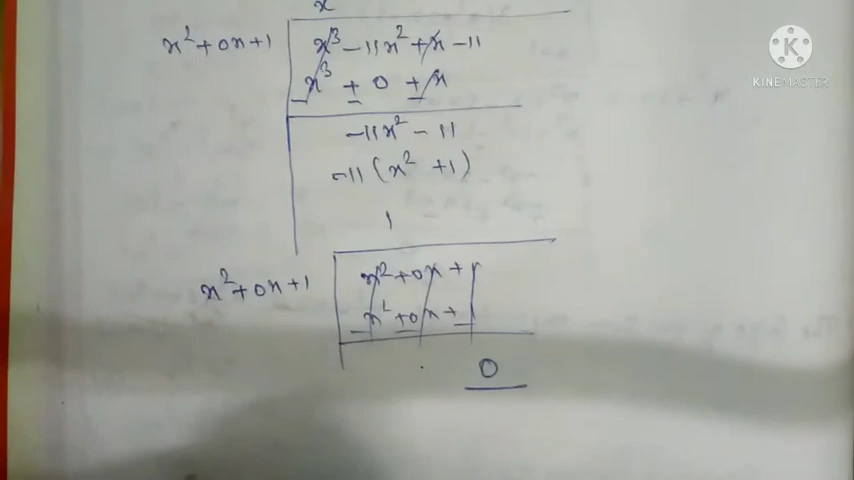 x
x²+0x+1
x³-11x²+x-11
x³+0+x
-11x²-11
-11(x²+1)
1
x²+0x+1
x²+0x+1
x²+0x+1
0
K
KINEMASTER